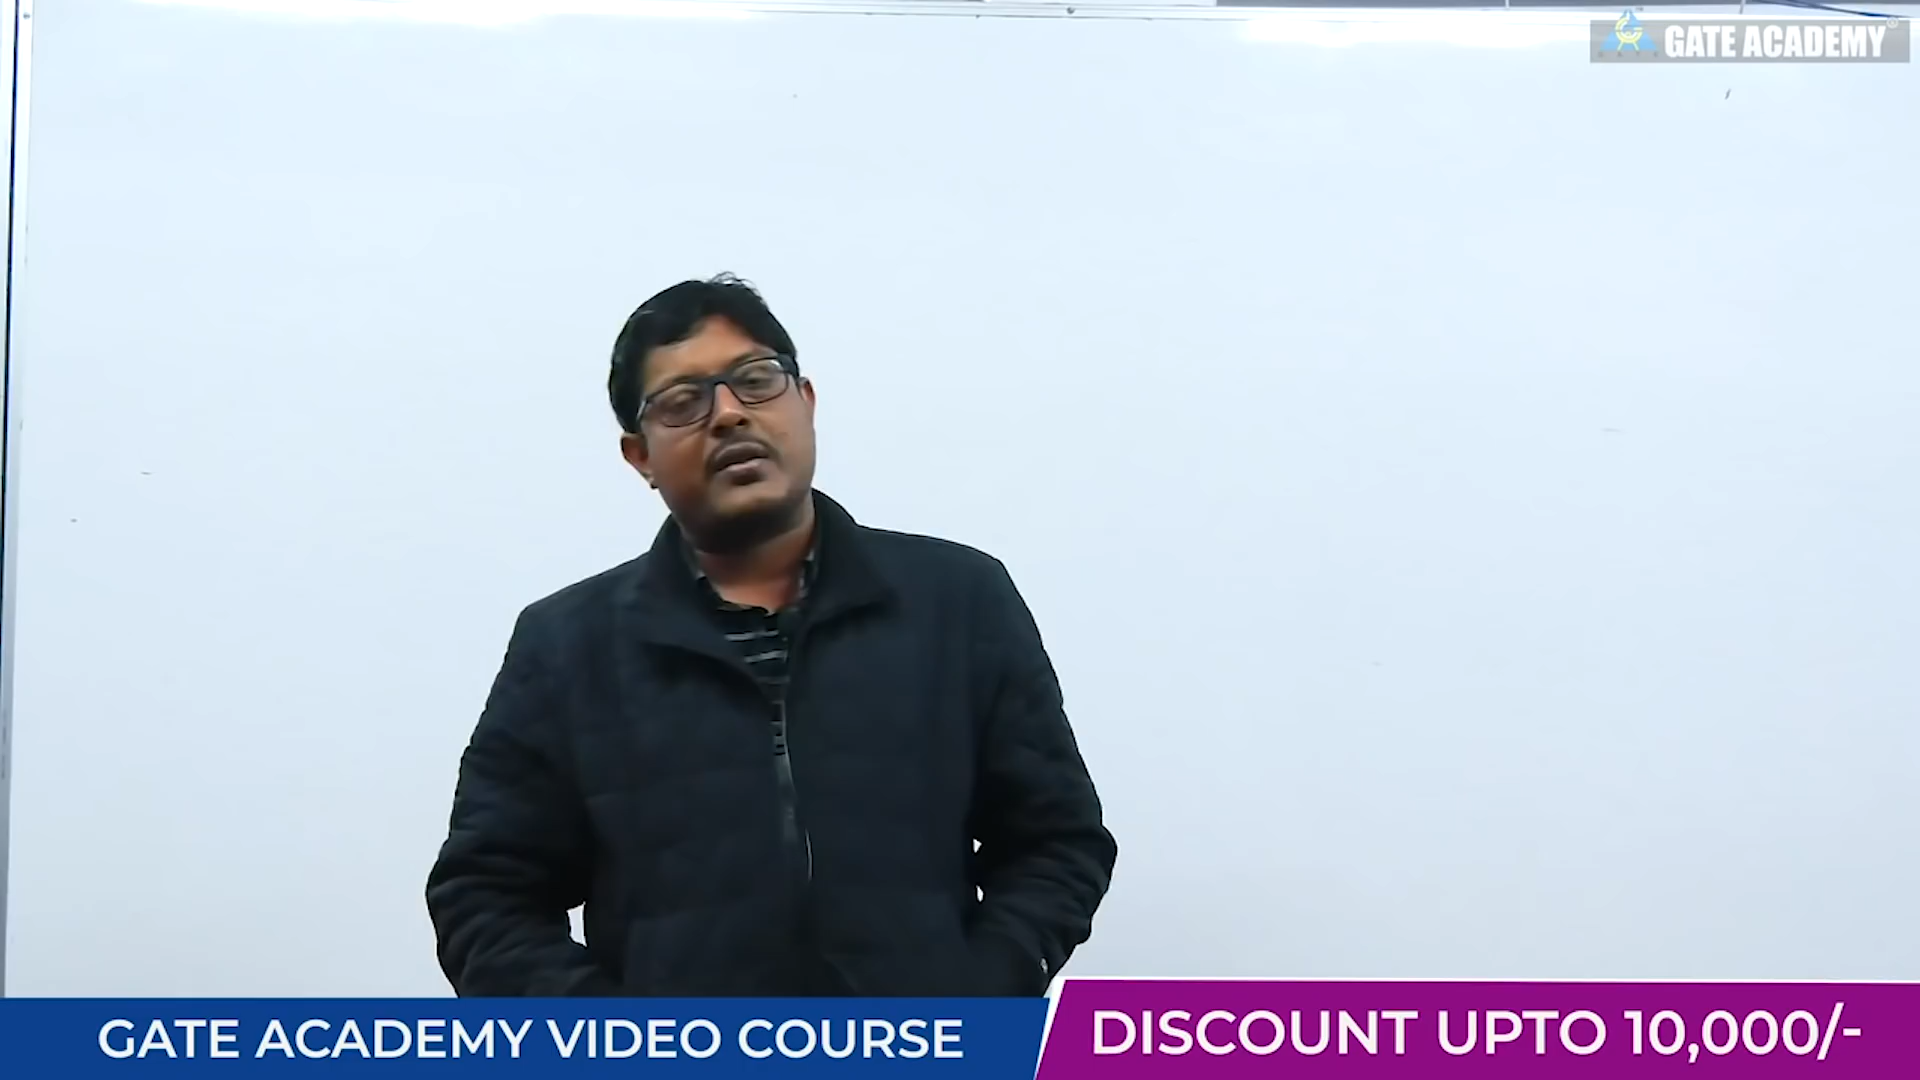 GATE ACADEMY
GATE ACADEMY VIDEO COURSE
DISCOUNT UPTO 10,000/-